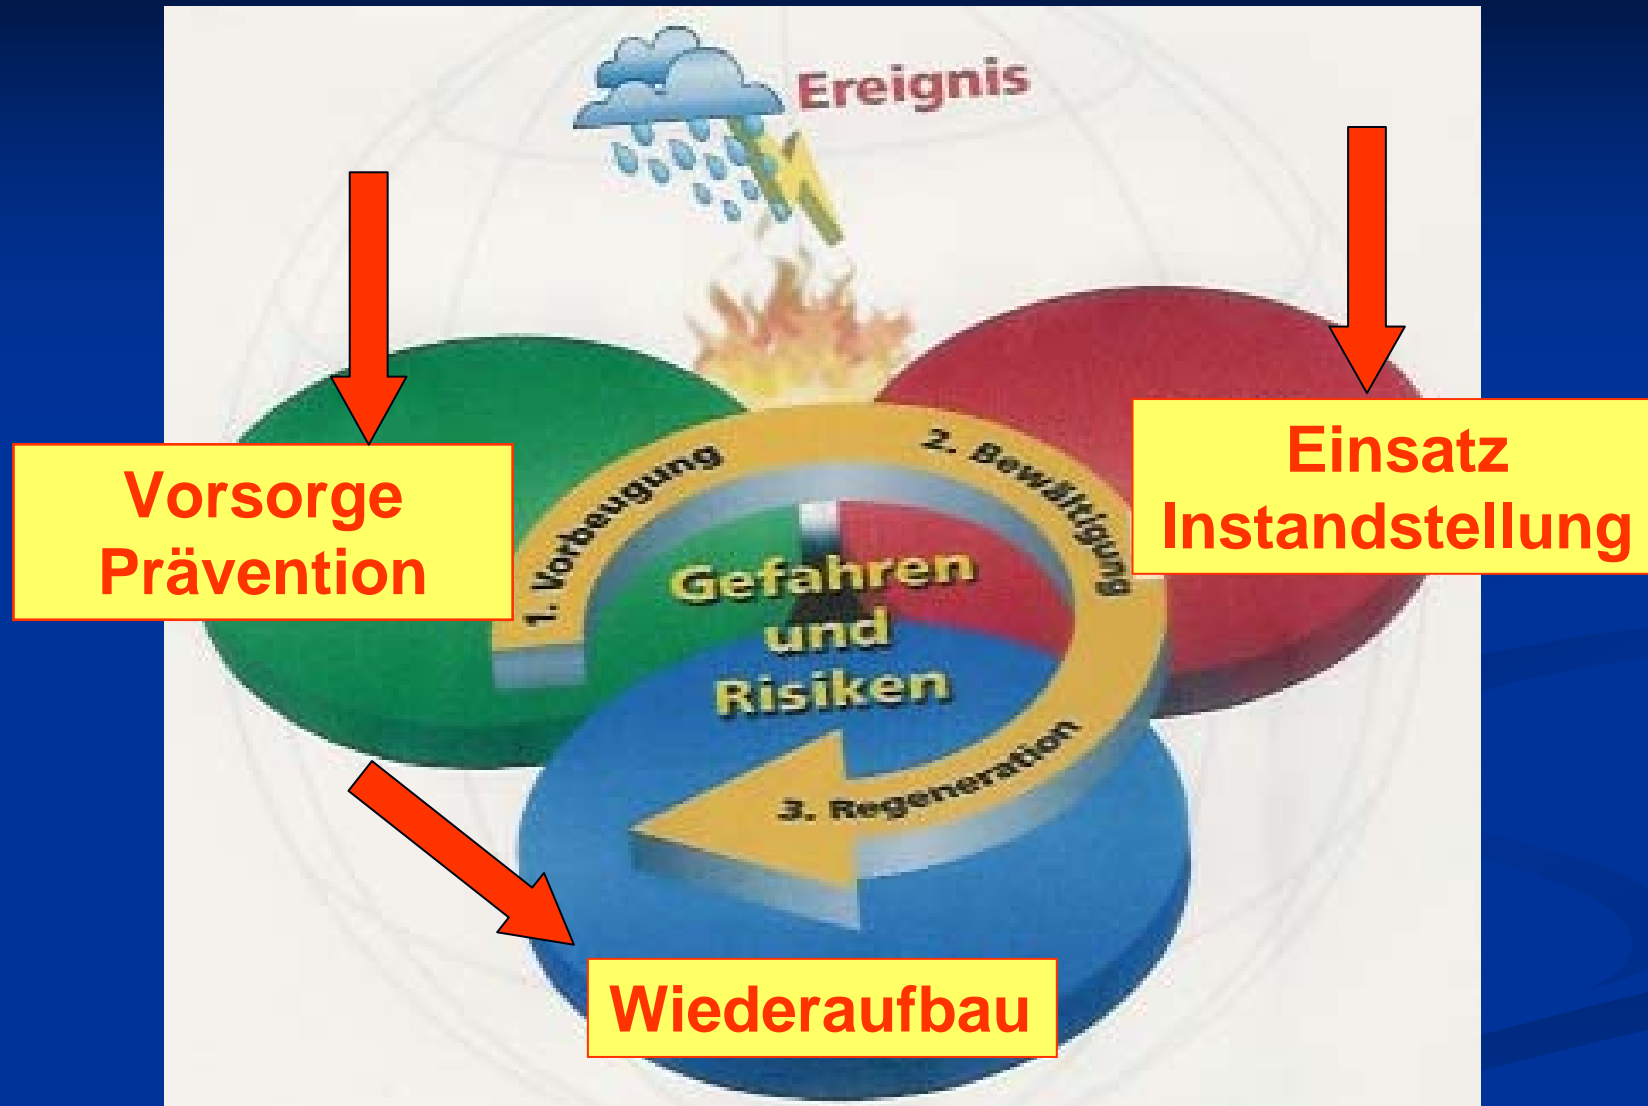 Ereignis
Vorsorge
Prävention
1. Vorbeugung
2. Bewältigung
Einsatz
Instandstellung
Gefahren
und
Risiken
3. Regeneration
Wiederaufbau